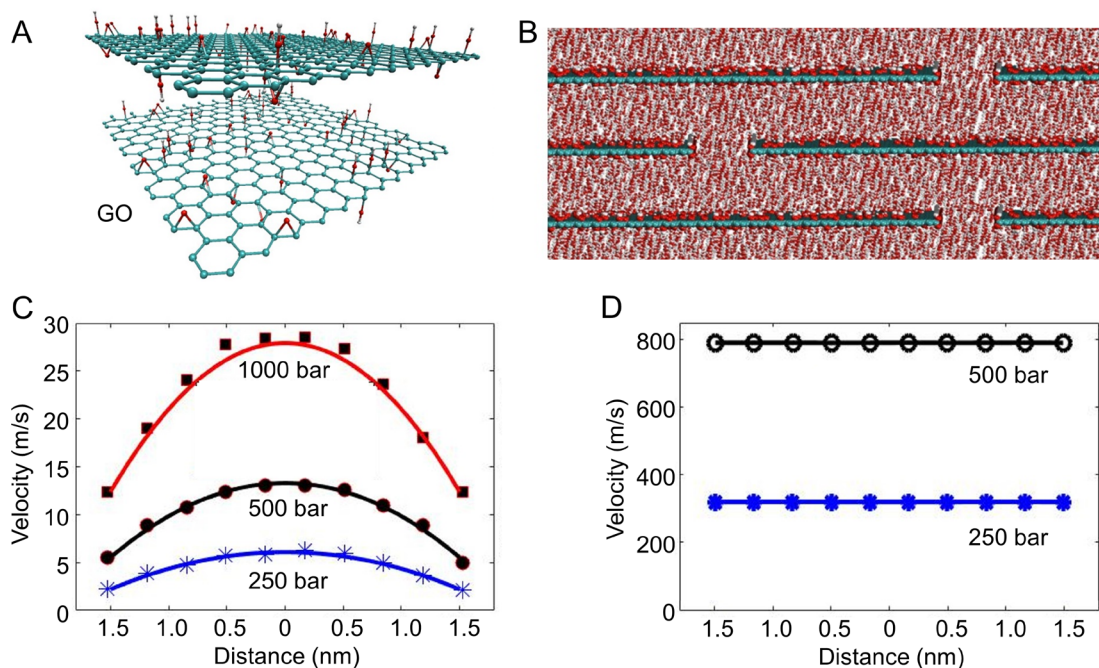 A
GO
B
C
Velocity (m/s)
30
25
20
15
10
5
0
1000 bar
500 bar
250 bar
1.5 1.0 0.5 0 0.5 1.0 1.5
Distance (nm)
D
Velocity (m/s)
800
600
400
200
0
500 bar
250 bar
1.5 1.0 0.5 0 0.5 1.0 1.5
Distance (nm)